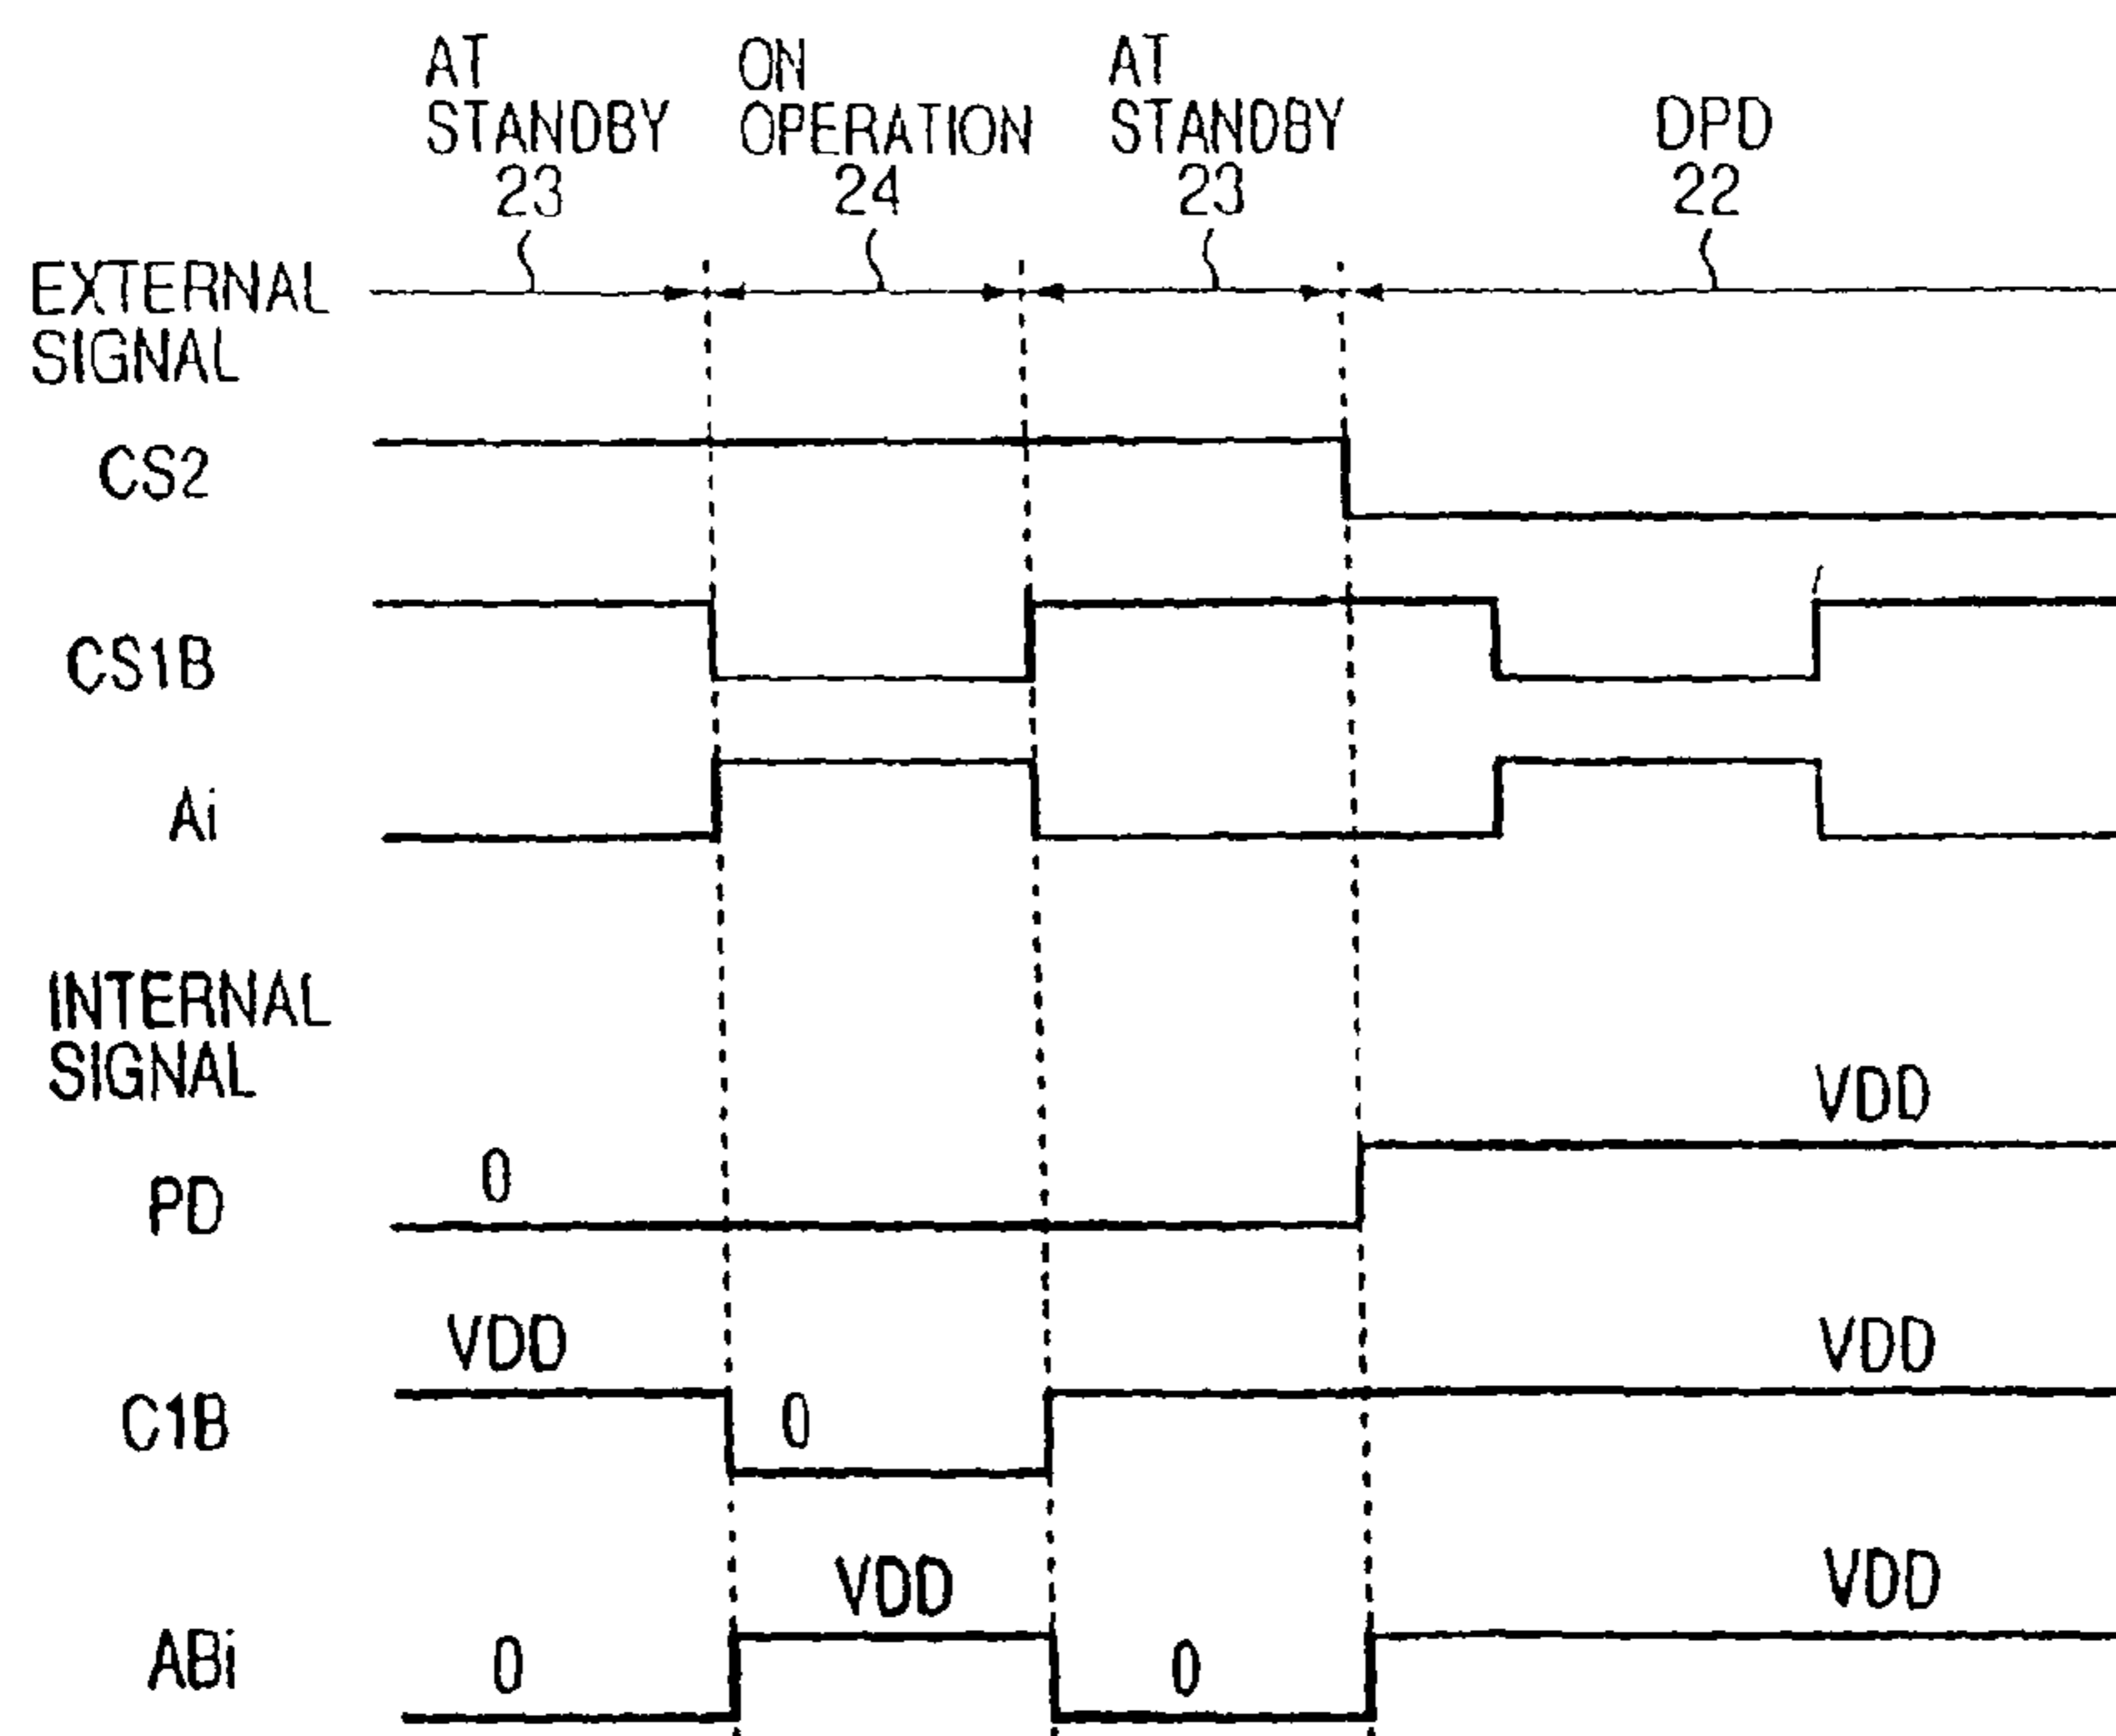 AT
STANDBY
23
ON
OPERATION
24
AT
STANDBY
23
DPD
22
EXTERNAL
SIGNAL
CS2
CS1B
Ai
INTERNAL
SIGNAL
VDD
0
PD
VDD
VDD
C1B
0
VDD
VDD
ABi
0
0